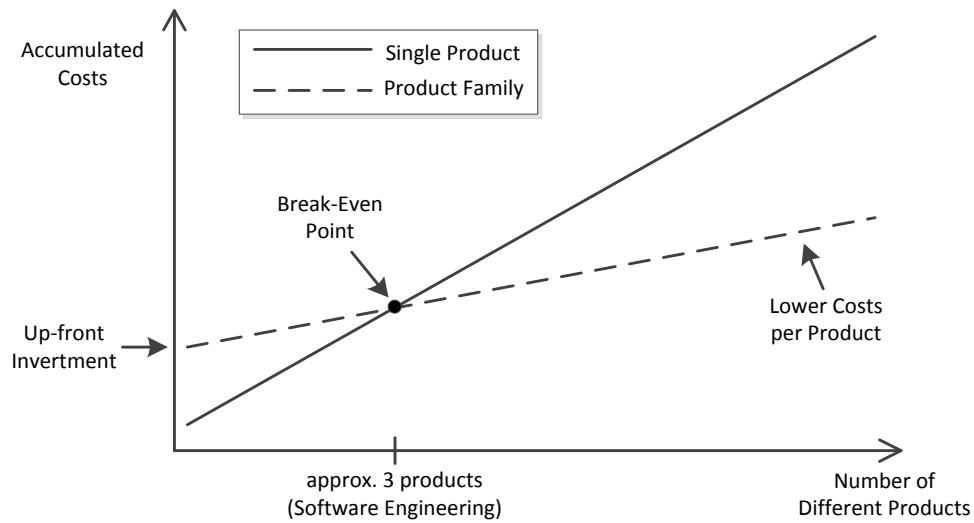 Accumulated
Costs
Single Product
Product Family
Break-Even
Point
Lower Costs
per Product
Up-front
Invertment
approx. 3 products
(Software Engineering)
Number of
Different Products